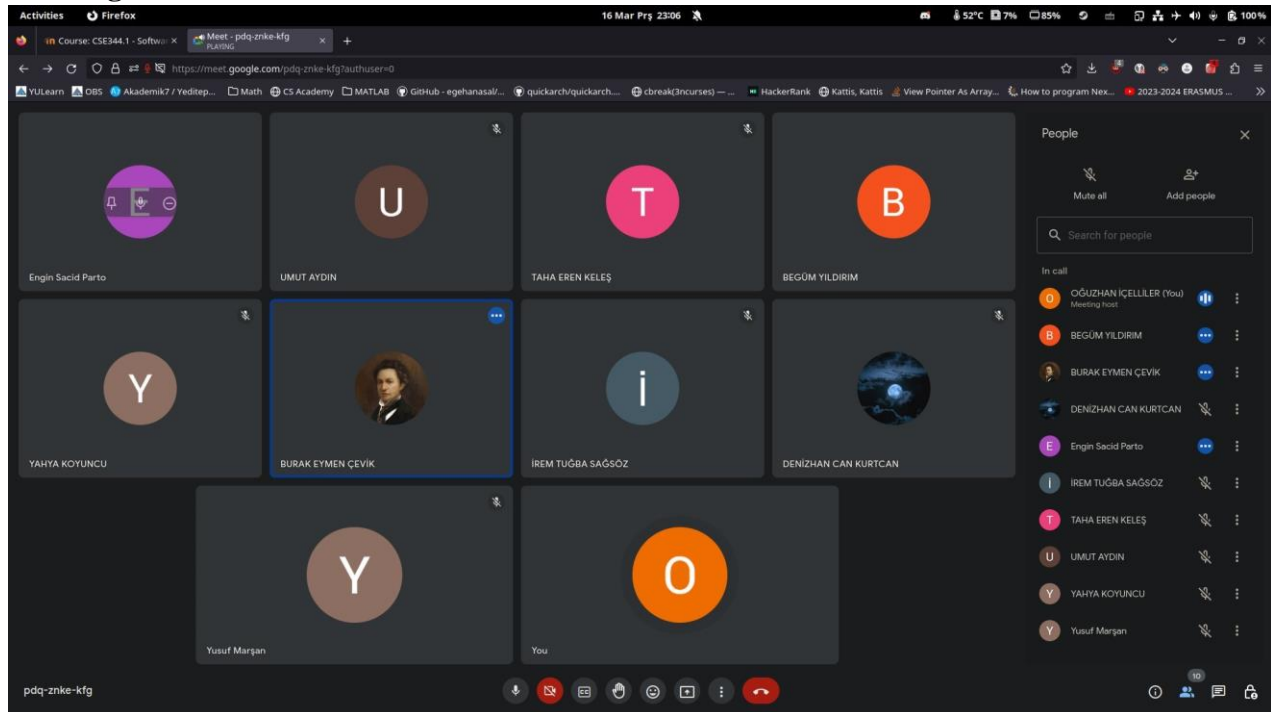 Activities Firefox 16 Mar Prş 23:06 52°C 7% 85% 100%
Course: CSE344.1 - Softwar Meet - pdq-znke-kfg
PLAYING
https://meet.google.com/pdq-znke-kfg?authuser=0
YULearn OBS Akademik7 / Yeditep... Math CS Academy MATLAB GitHub - egehanasal/... quickarch/quickarch.... cbreak(3ncurses) — ... HackerRank Kattis, Kattis View Pointer As Array... How to program Nex... 2023-2024 ERASMUS ...
People
Mute all Add people
Search for people
In call
E U T B
Engin Sacid Parto UMUT AYDIN TAHA EREN KELEŞ BEGÜM YILDIRIM
Y İ
YAHYA KOYUNCU BURAK EYMEN ÇEVİK İREM TUĞBA SAĞSÖZ DENİZHAN CAN KURTCAN
Y O
Yusuf Marşan You
O OĞUZHAN İÇELLİLER (You)
Meeting host
B BEGÜM YILDIRIM
BURAK EYMEN ÇEVİK
DENİZHAN CAN KURTCAN
E Engin Sacid Parto
İ İREM TUĞBA SAĞSÖZ
T TAHA EREN KELEŞ
U UMUT AYDIN
Y YAHYA KOYUNCU
Y Yusuf Marşan
pdq-znke-kfg 10